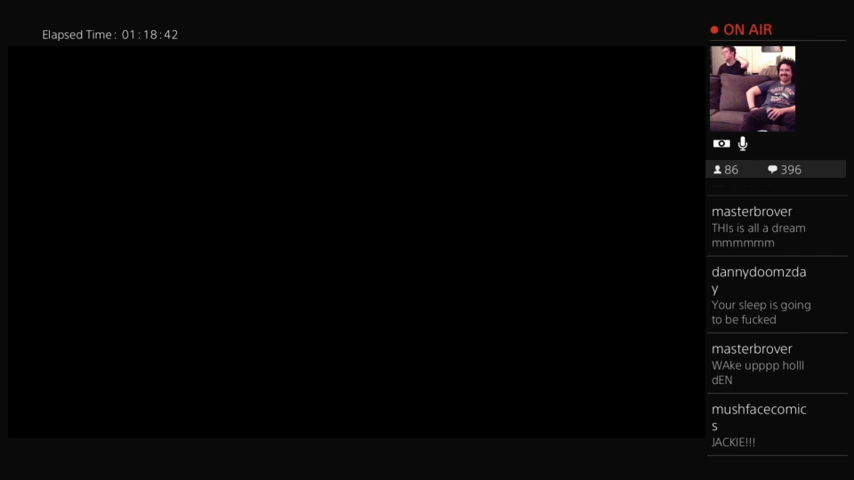 Elapsed Time: 01:18:42
ON AIR
86 396
masterbrover
THIs is all a dream
mmmmmm
dannydoomzda
y
Your sleep is going
to be fucked
masterbrover
WAke upppp holll
dEN
mushfacecomic
s
JACKIE!!!